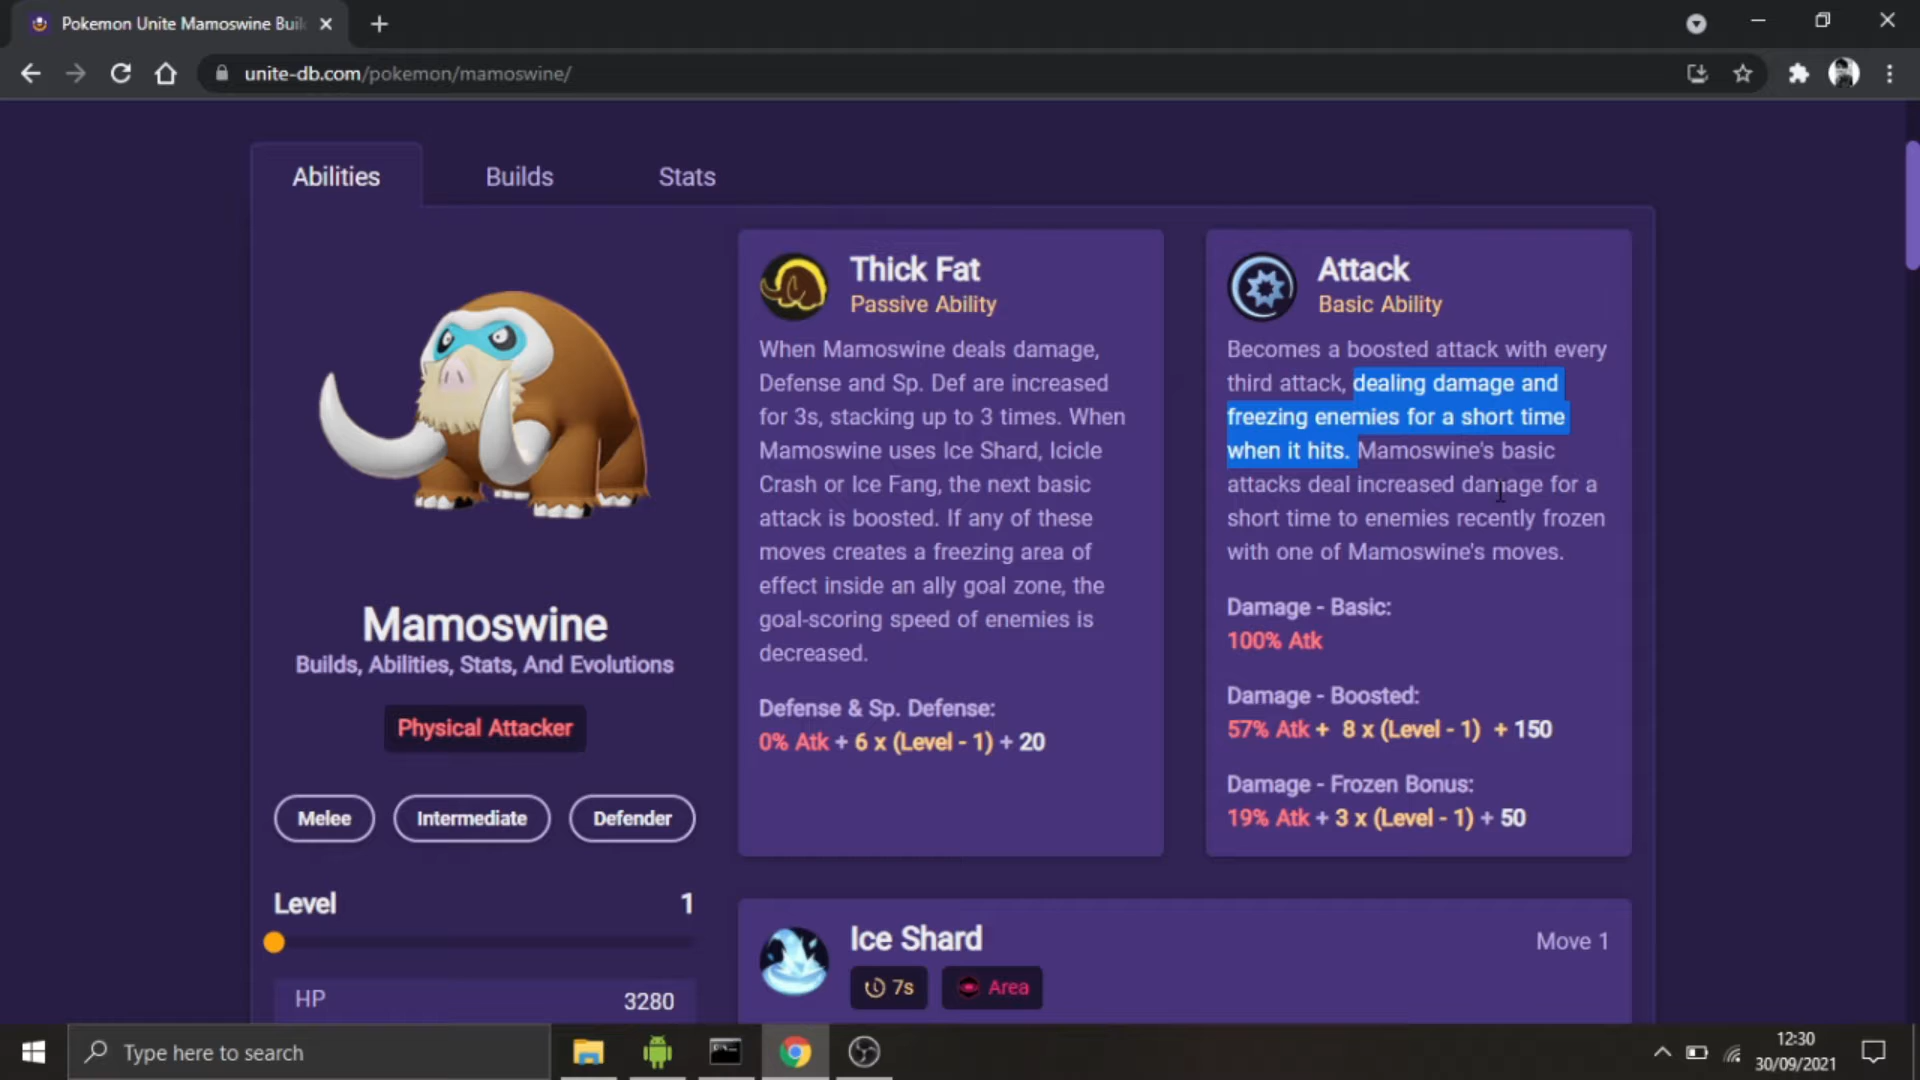 Pokemon Unite Mamoswine Buil
unite-db.com/pokemon/mamoswine/
Abilities
Builds
Stats
Mamoswine
Builds, Abilities, Stats, And Evolutions
Physical Attacker
Melee
Intermediate
Defender
Level
1
HP
3280
Thick Fat
Passive Ability
When Mamoswine deals damage,
Defense and Sp. Def are increased
for 3s, stacking up to 3 times. When
Mamoswine uses Ice Shard, Icicle
Crash or Ice Fang, the next basic
attack is boosted. If any of these
moves creates a freezing area of
effect inside an ally goal zone, the
goal-scoring speed of enemies is
decreased.
Defense & Sp. Defense:
0% Atk + 6 x (Level - 1) + 20
Attack
Basic Ability
Becomes a boosted attack with every
third attack, dealing damage and
freezing enemies for a short time
when it hits. Mamoswine's basic
attacks deal increased damage for a
short time to enemies recently frozen
with one of Mamoswine's moves.
Damage - Basic:
100% Atk
Damage - Boosted:
57% Atk + 8 x (Level - 1) + 150
Damage - Frozen Bonus:
19% Atk + 3 x (Level - 1) + 50
Ice Shard
Move 1
7s
Area
Type here to search
12:30
30/09/2021